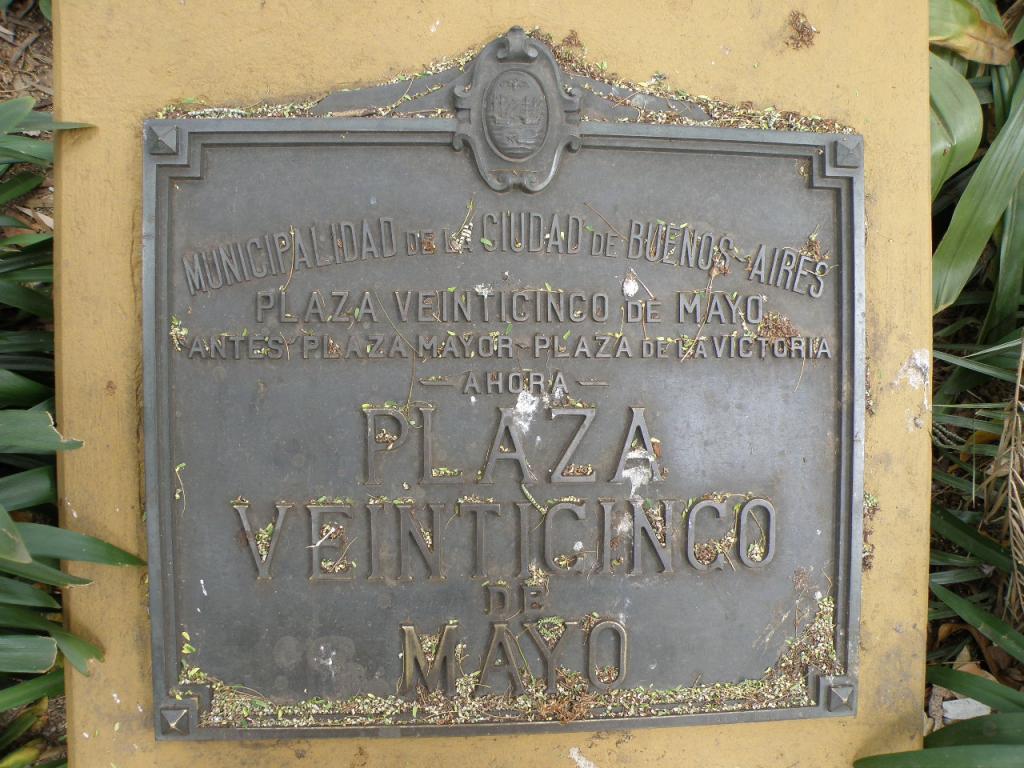 MUNICIPALIDAD DE LA CIUDAD DE BUENOS-AIRES
PLAZA VEINTICINCO DE MAYO
ANTES PLAZA MAYOR - PLAZA DE LA VICTORIA
— AHORA —
PLAZA
VEINTICINCO
DE
MAYO